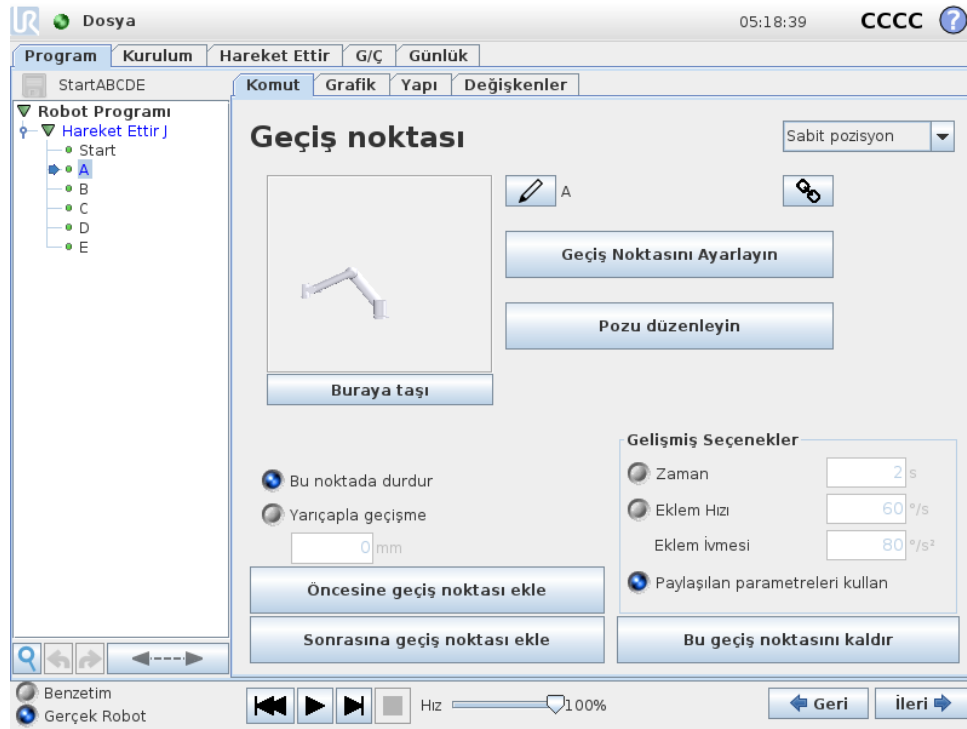 UR Dosya 05:18:39 CCCC ?
Program Kurulum Hareket Ettir G/Ç Günlük
StartABCDE Komut Grafik Yapı Değişkenler
Robot Programı
Hareket Ettir J
Start
A
B
C
D
E
Geçiş noktası Sabit pozisyon
A
Geçiş Noktasını Ayarlayın
Pozu düzenleyin
Buraya taşı
Bu noktada durdur
Yarıçapla geçişme
0 mm
Öncesine geçiş noktası ekle
Sonrasına geçiş noktası ekle
Gelişmiş Seçenekler
Zaman 2 s
Eklem Hızı 60 °/s
Eklem İvmesi 80 °/s²
Paylaşılan parametreleri kullan
Bu geçiş noktasını kaldır
Benzetim
Gerçek Robot
Hız 100%
Geri İleri